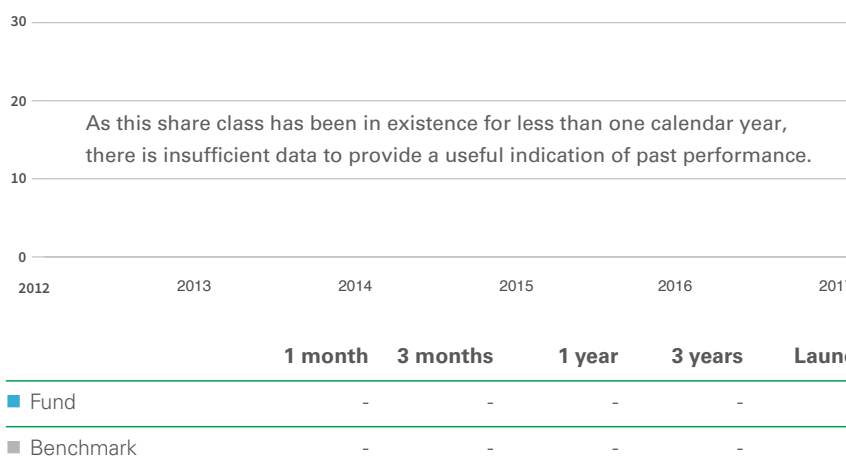 30
20
As this share class has been in existence for less than one calendar year,
there is insufficient data to provide a useful indication of past performance.
10
0
2012 2013 2014 2015 2016
1 month 3 months 1 year 3 years
Fund - - - -
Benchmark - - - -